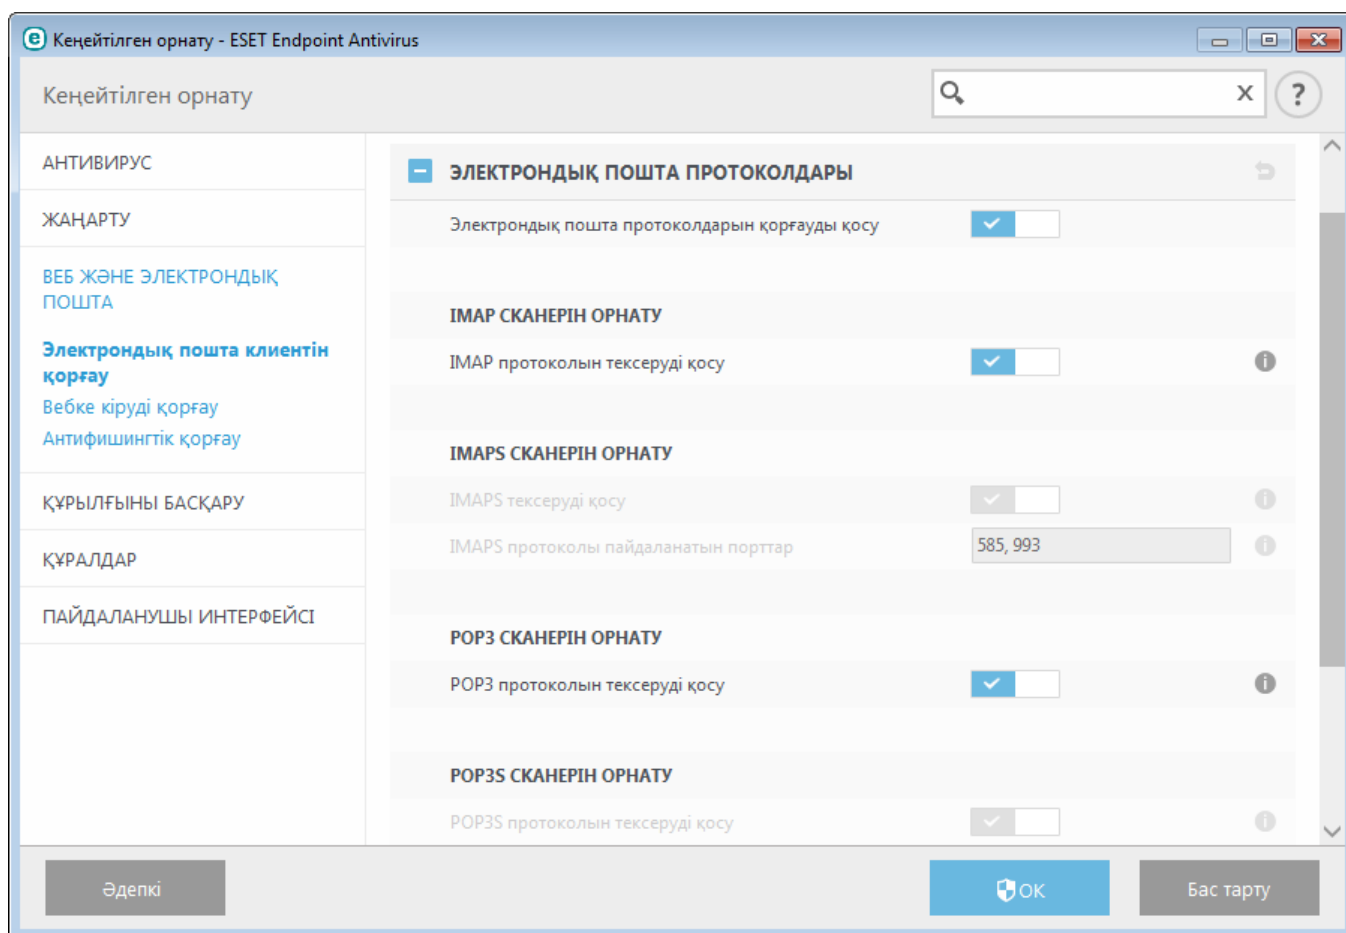 Кеңейтілген орнату - ESET Endpoint Antivirus
Кеңейтілген орнату
АНТИВИРУС
ЖАҢАРТУ
ВЕБ ЖӘНЕ ЭЛЕКТРОНДЫҚ
ПОШТА
Электрондық пошта клиентін
қорғау
Вебке кіруді қорғау
Антифишингтік қорғау
ҚҰРЫЛҒЫНЫ БАСҚАРУ
ҚҰРАЛДАР
ПАЙДАЛАНУШЫ ИНТЕРФЕЙСІ
ЭЛЕКТРОНДЫҚ ПОШТА ПРОТОКОЛДАРЫ
Электрондық пошта протоколдарын қорғауды қосу
IMAP СКАНЕРІН ОРНАТУ
IMAP протоколын тексеруді қосу
IMAPS СКАНЕРІН ОРНАТУ
IMAPS тексеруді қосу
IMAPS протоколы пайдаланатын порттар
585, 993
POP3 СКАНЕРІН ОРНАТУ
POP3 протоколын тексеруді қосу
POP3S СКАНЕРІН ОРНАТУ
POP3S протоколын тексеруді қосу
Әдепкі
OK
Бас тарту